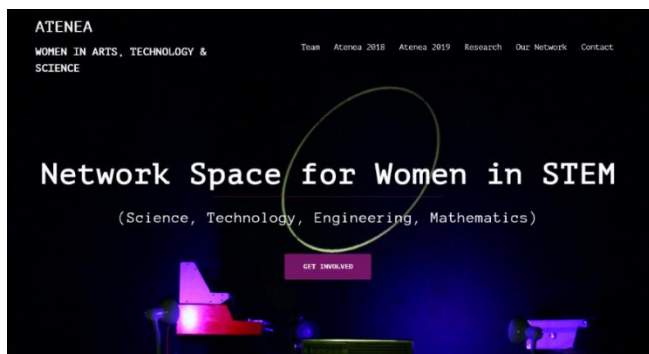 ATENEA
WOMEN IN ARTS, TECHNOLOGY &
SCIENCE
Team Atenea 2018 Atenea 2019 Research Our Network Contact
Network Space for Women in STEM
(Science, Technology, Engineering, Mathematics)
GET INVOLVED